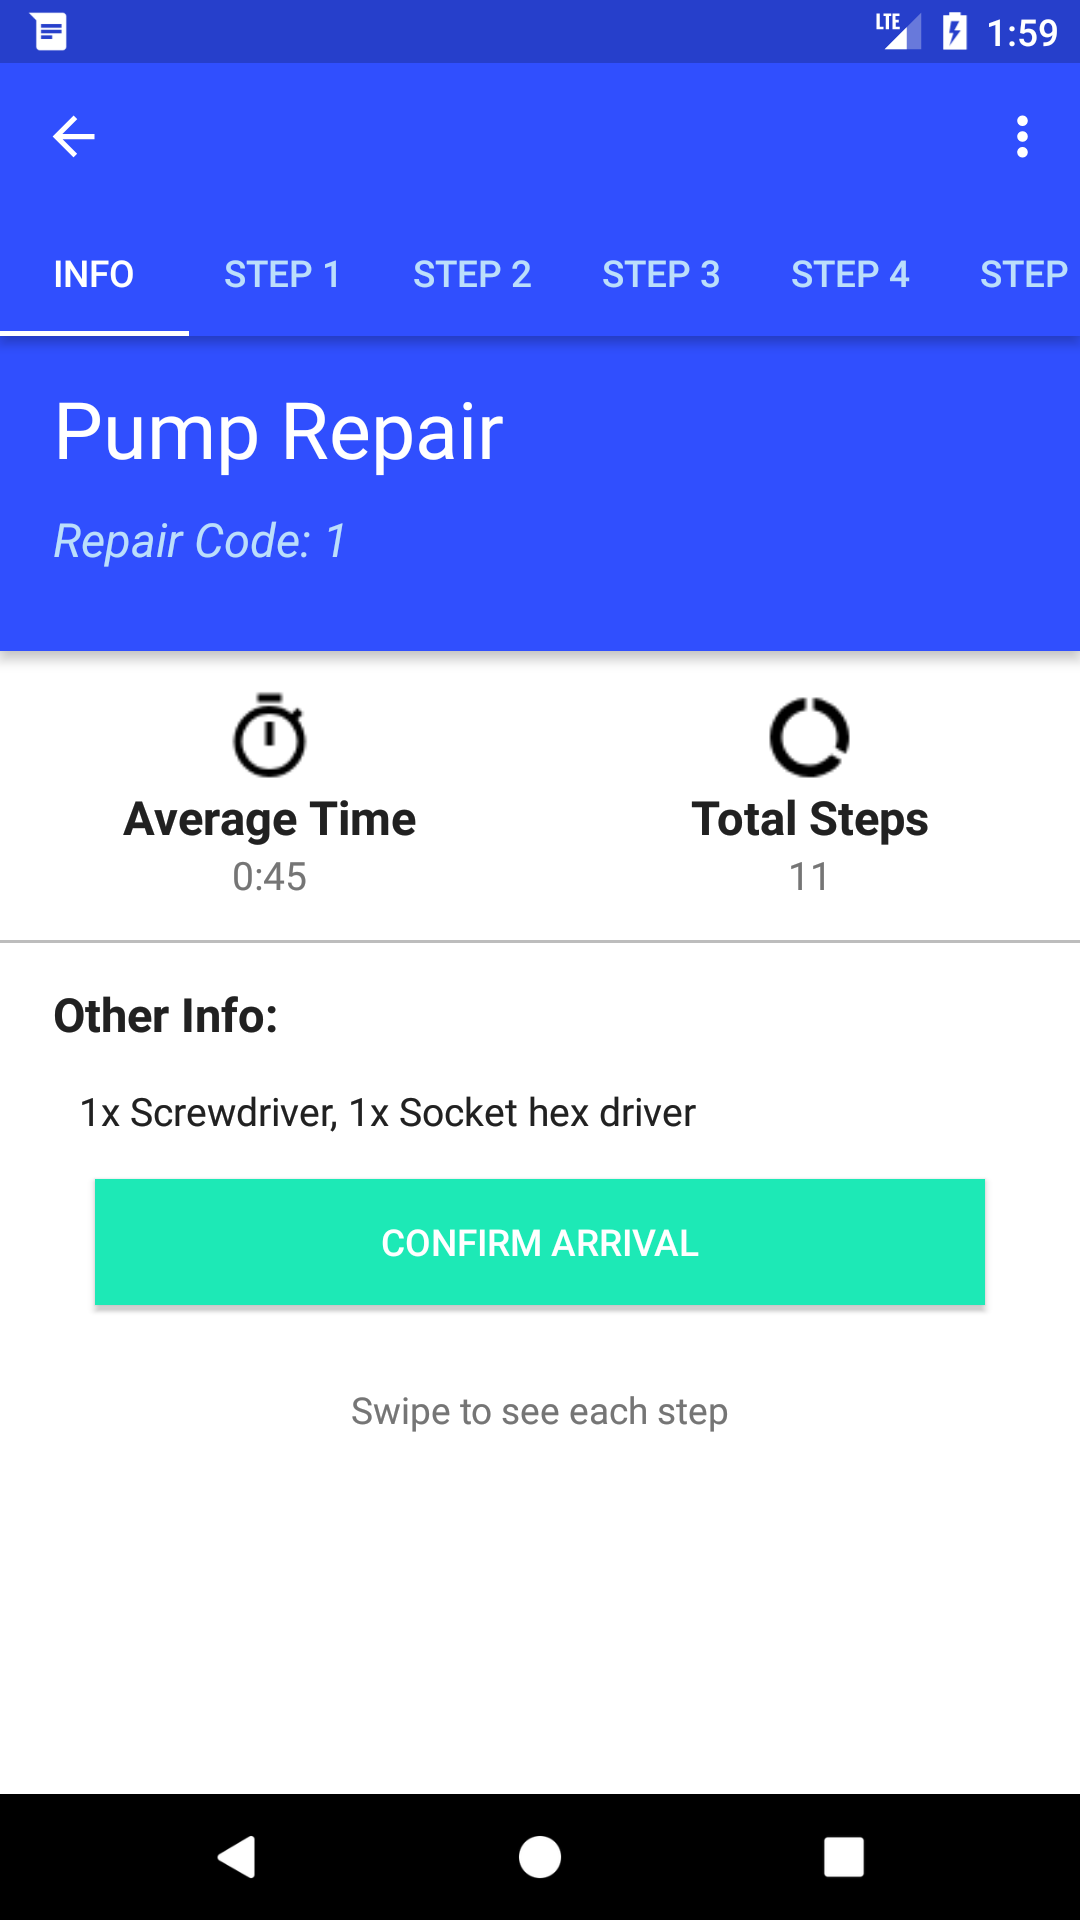 LTE 1:59
INFO STEP 1 STEP 2 STEP 3 STEP 4 STEP
Pump Repair
Repair Code: 1
Average Time Total Steps
0:45 11
Other Info:
1x Screwdriver, 1x Socket hex driver
CONFIRM ARRIVAL
Swipe to see each step